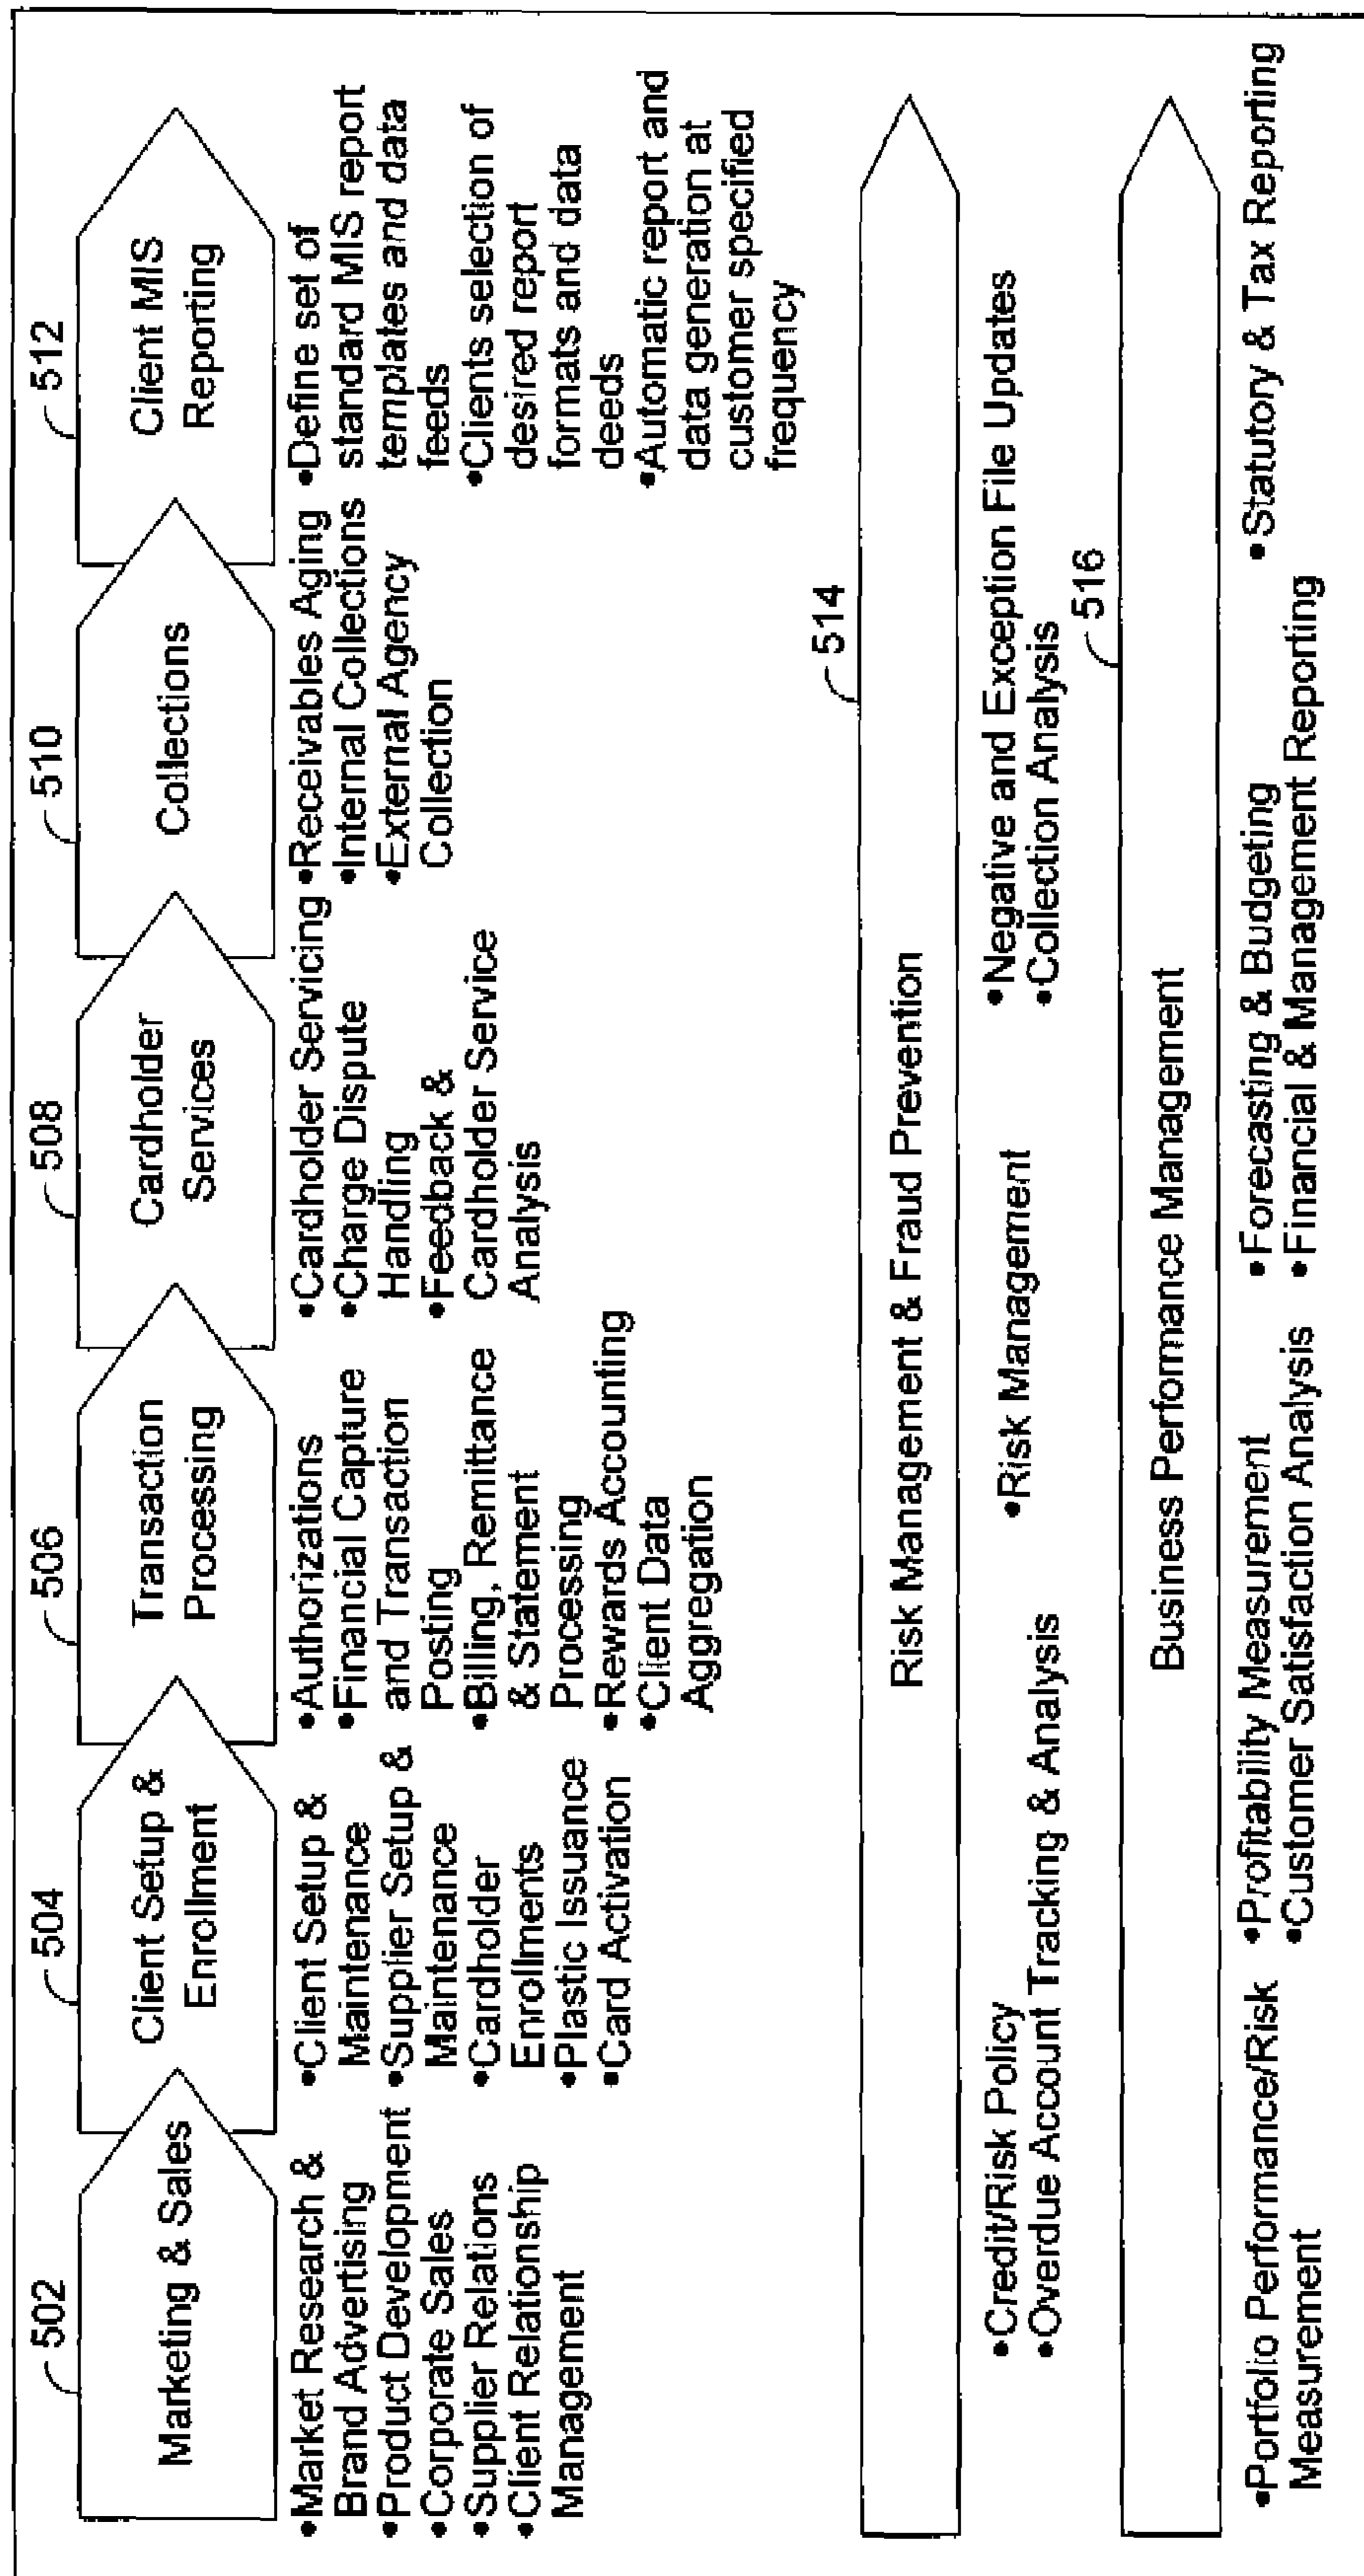 502
Marketing & Sales
•Market Research &
Brand Advertising
•Product Development
•Corporate Sales
•Supplier Relations
•Client Relationship
Management
504
Client Setup &
Enrollment
•Client Setup &
Maintenance
•Supplier Setup &
Maintenance
•Cardholder
Enrollments
•Plastic Issuance
•Card Activation
506
Transaction
Processing
•Authorizations
•Financial Capture
and Transaction
Posting
•Billing, Remittance
& Statement
Processing
•Rewards Accounting
•Client Data
Aggregation
508
Cardholder
Services
•Cardholder Servicing
•Charge Dispute
Handling
•Feedback &
Cardholder Service
Analysis
510
Collections
•Receivables Aging
•Internal Collections
•External Agency
Collection
512
Client MIS
Reporting
•Define set of
standard MIS report
templates and data
feeds
•Clients selection of
desired report
formats and data
deeds
•Automatic report and
data generation at
customer specified
frequency
514
Risk Management & Fraud Prevention
•Credit/Risk Policy
•Overdue Account Tracking & Analysis
•Risk Management
•Negative and Exception File Updates
•Collection Analysis
516
Business Performance Management
•Portfolio Performance/Risk
Measurement
•Profitability Measurement
•Customer Satisfaction Analysis
•Forecasting & Budgeting
•Financial & Management Reporting
•Statutory & Tax Reporting